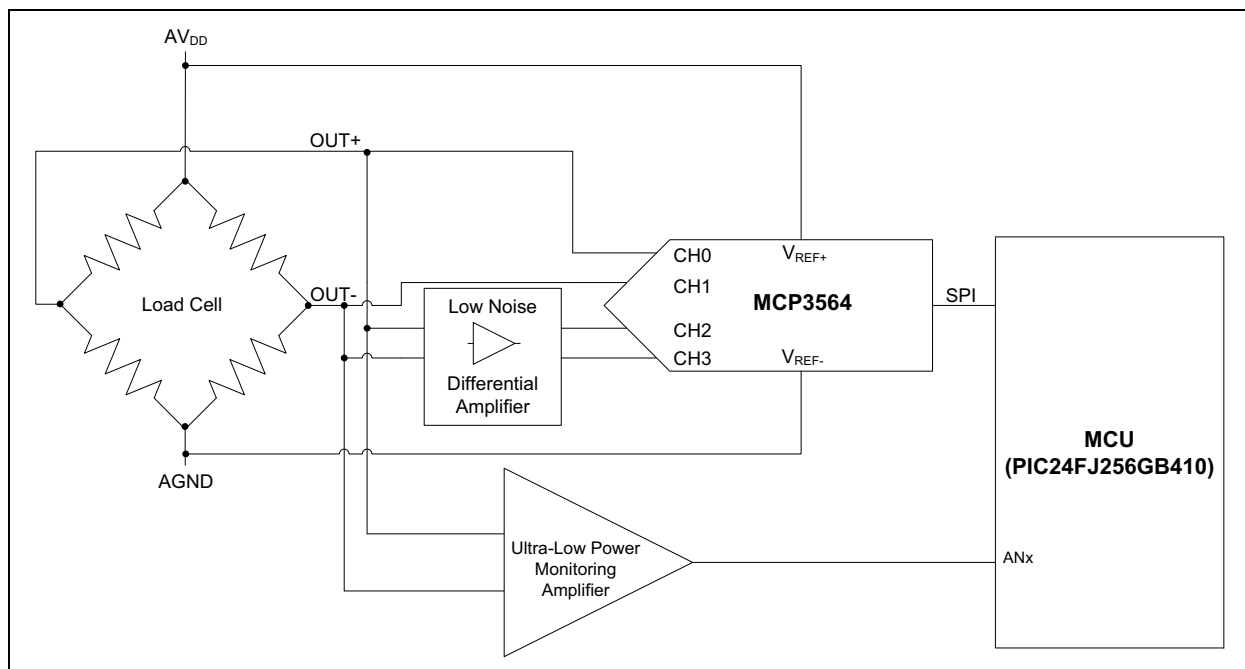 AVDD
OUT+
CH0
VREF+
CH1
Load Cell
OUT-
Low Noise
MCP3564
SPI
CH2
CH3
VREF-
Differential
Amplifier
MCU
(PIC24FJ256GB410)
AGND
Ultra-Low Power
Monitoring
Amplifier
ANx